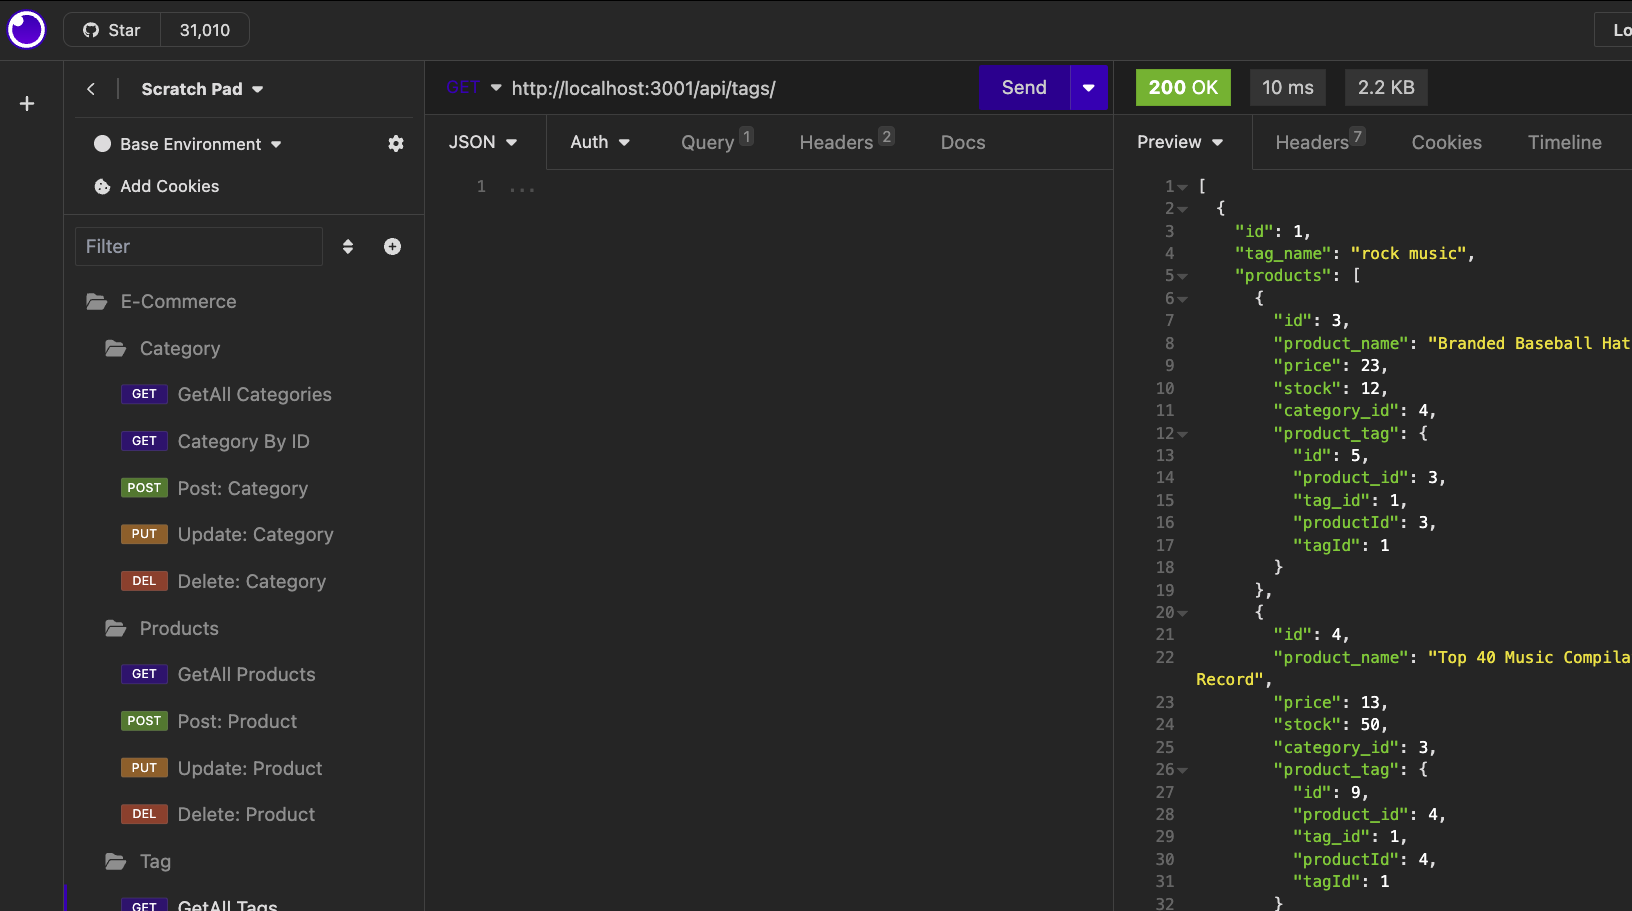 Star 31,010
Lo
Scratch Pad
Base Environment
Add Cookies
Filter
E-Commerce
Category
GET GetAll Categories
GET Category By ID
POST Post: Category
PUT Update: Category
DEL Delete: Category
Products
GET GetAll Products
POST Post: Product
PUT Update: Product
DEL Delete: Product
Tag
GET GetAll Tags
GET http://localhost:3001/api/tags/ Send
JSON Auth Query 1 Headers 2 Docs
1 ...
200 OK 10 ms 2.2 KB
Preview Headers 7 Cookies Timeline
1 [
2 {
3 "id": 1,
4 "tag_name": "rock music",
5 "products": [
6 {
7 "id": 3,
8 "product_name": "Branded Baseball Hat
9 "price": 23,
10 "stock": 12,
11 "category_id": 4,
12 "product_tag": {
13 "id": 5,
14 "product_id": 3,
15 "tag_id": 1,
16 "productId": 3,
17 "tagId": 1
18 }
19 },
20 {
21 "id": 4,
22 "product_name": "Top 40 Music Compila
Record",
23 "price": 13,
24 "stock": 50,
25 "category_id": 3,
26 "product_tag": {
27 "id": 9,
28 "product_id": 4,
29 "tag_id": 1,
30 "productId": 4,
31 "tagId": 1
32 }